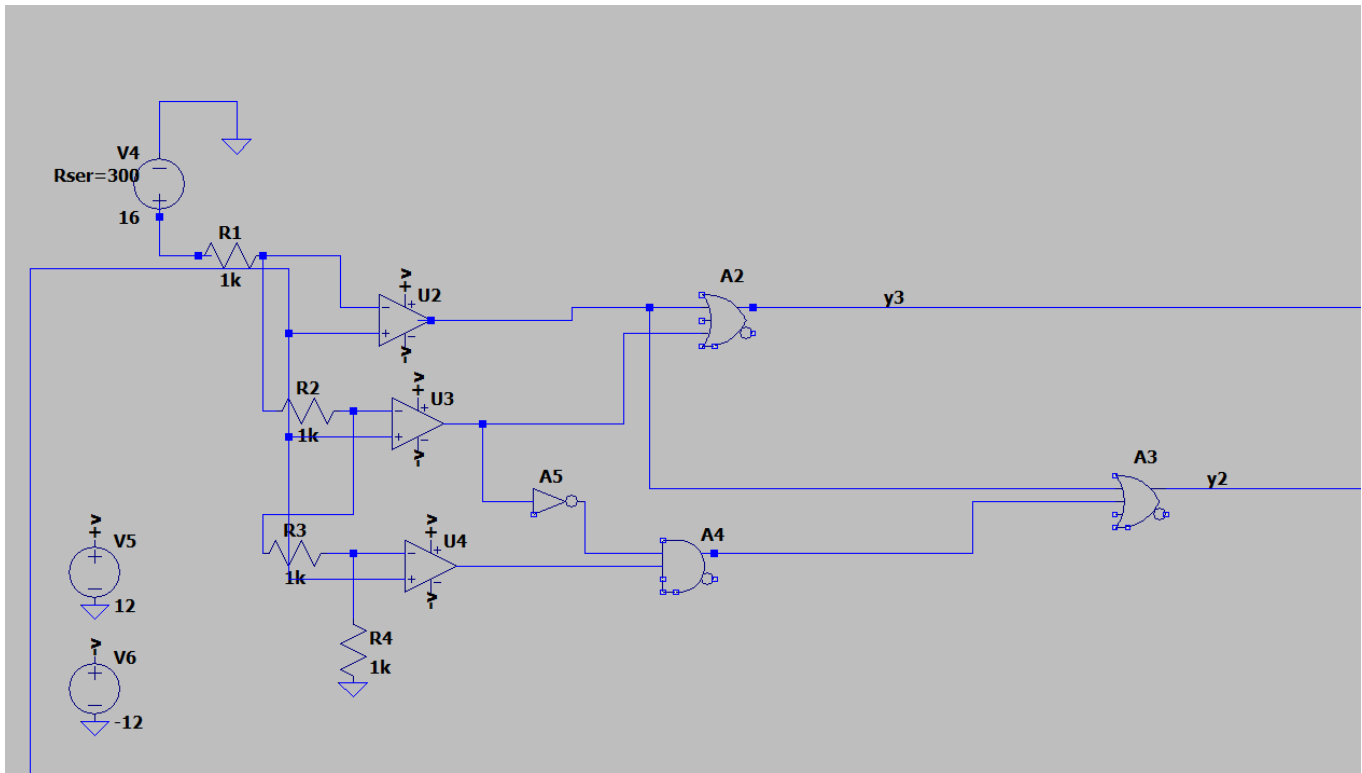 V4
Rser=300
16
R1
1k
+v
U2
-v
A2
y3
R2
1k
+v
U3
-v
A5
A3
y2
R3
1k
+v
U4
-v
A4
+v
V5
12
R4
1k
-v
V6
-12